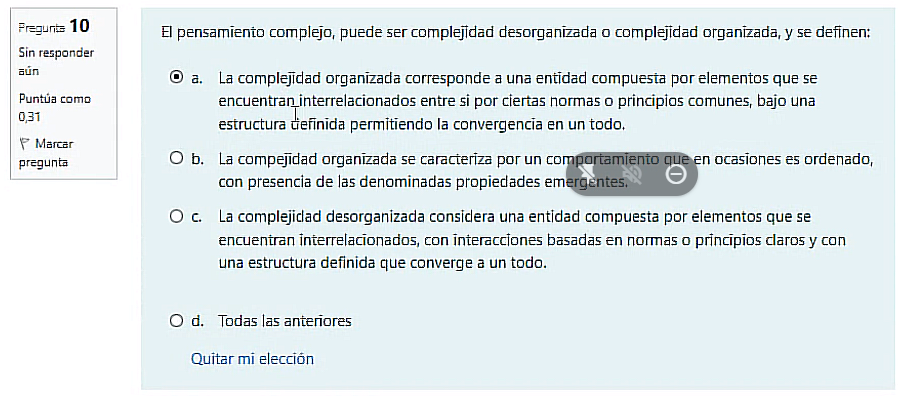 Pregunta 10
Sin responder
aún
Puntúa como
0,31
Marcar
pregunta
El pensamiento complejo, puede ser complejidad desorganizada o complejidad organizada, y se definen:
a. La complejidad organizada corresponde a una entidad compuesta por elementos que se
encuentran interrelacionados entre si por ciertas normas o principios comunes, bajo una
estructura definida permitiendo la convergencia en un todo.
b. La compejidad organizada se caracteriza por un comportamiento que en ocasiones es ordenado,
con presencia de las denominadas propiedades emergentes.
c. La complejidad desorganizada considera una entidad compuesta por elementos que se
encuentran interrelacionados, con interacciones basadas en normas o principios claros y con
una estructura definida que converge a un todo.
d. Todas las anteriores
Quitar mi elección